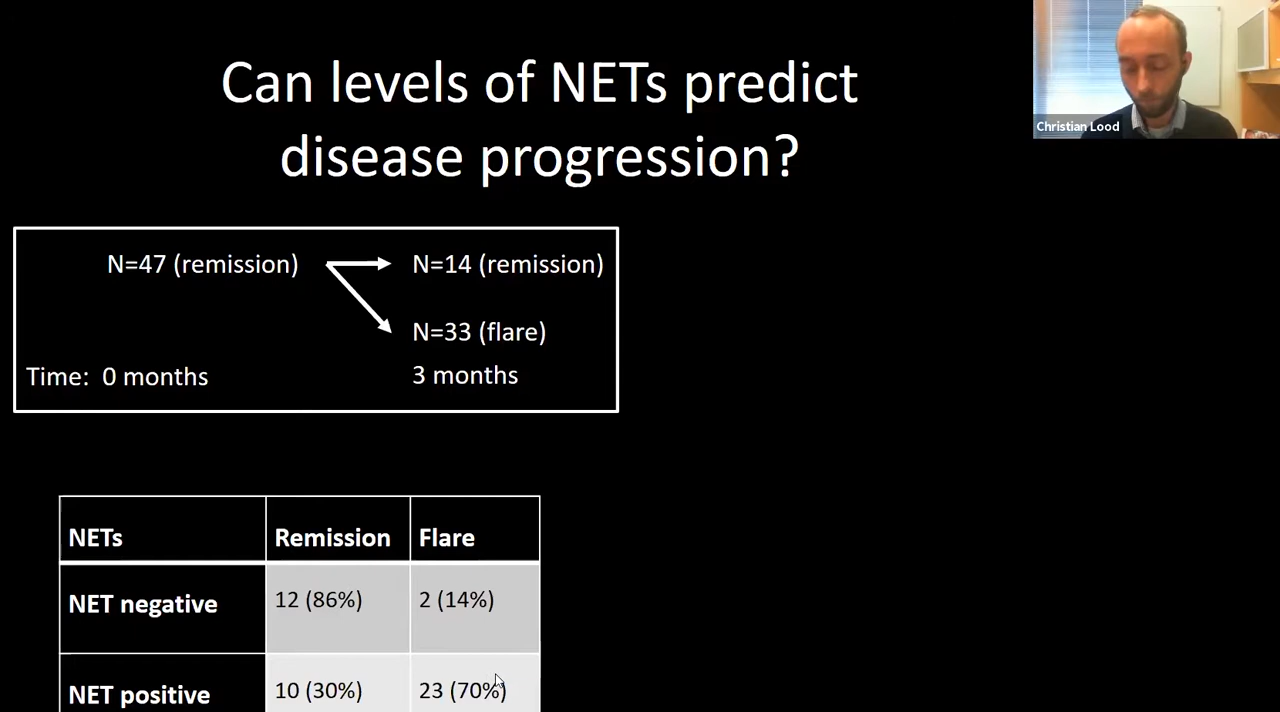 Can levels of NETs predict
disease progression?
Christian Lood
N=47 (remission) N=14 (remission)
N=33 (flare)
Time: 0 months 3 months
NETs Remission Flare
NET negative 12 (86%) 2 (14%)
NET positive 10 (30%) 23 (70%)